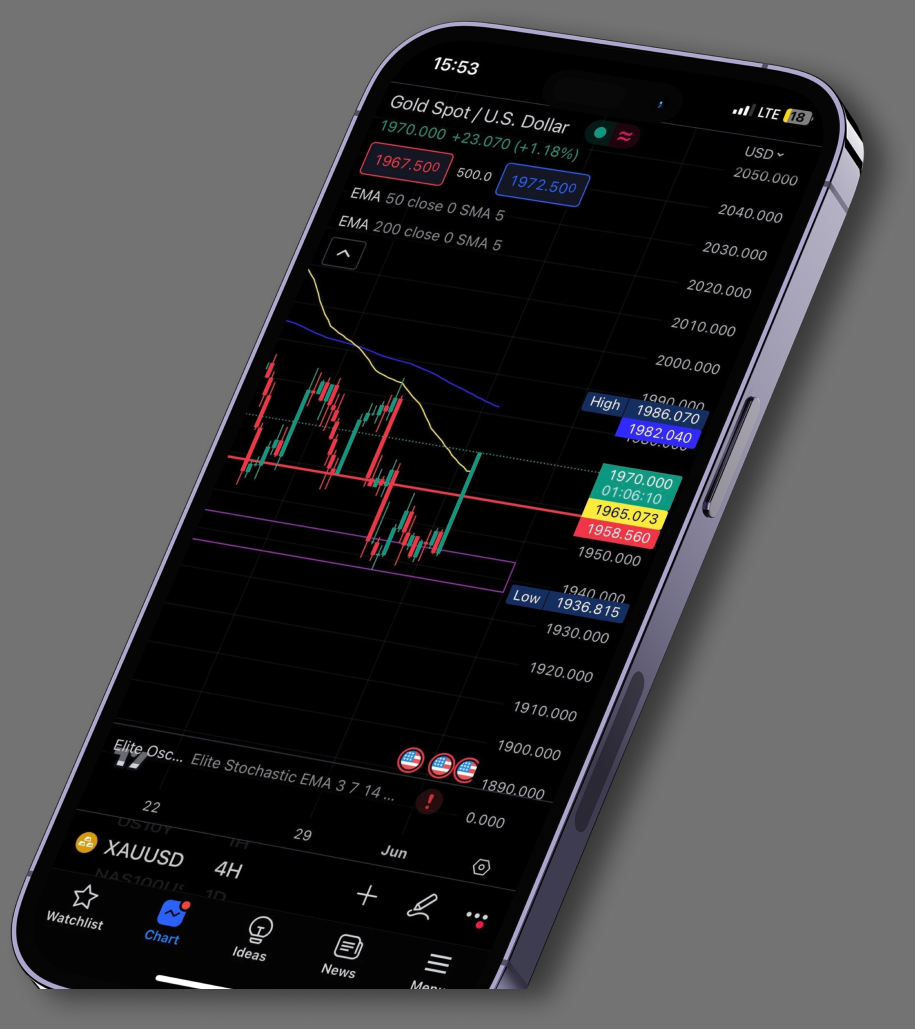 15:53
LTE 18
Gold Spot / U.S. Dollar
1970.000 +23.070 (+1.18%)
USD
1967.500
500.0
1972.500
EMA 50 close 0 SMA 5
EMA 200 close 0 SMA 5
2050.000
2040.000
2030.000
2020.000
2010.000
2000.000
1990.000
High 1986.070
1982.040
1980.000
1970.000
01:06:10
1965.073
1958.560
1950.000
1940.000
Low 1936.815
1930.000
1920.000
1910.000
1900.000
1890.000
Elite Osc...
Elite Stochastic EMA 3 7 14 ...
0.000
22
29
Jun
US10Y 1H
XAUUSD 4H
NAS100US 1D
Watchlist
Chart
Ideas
News